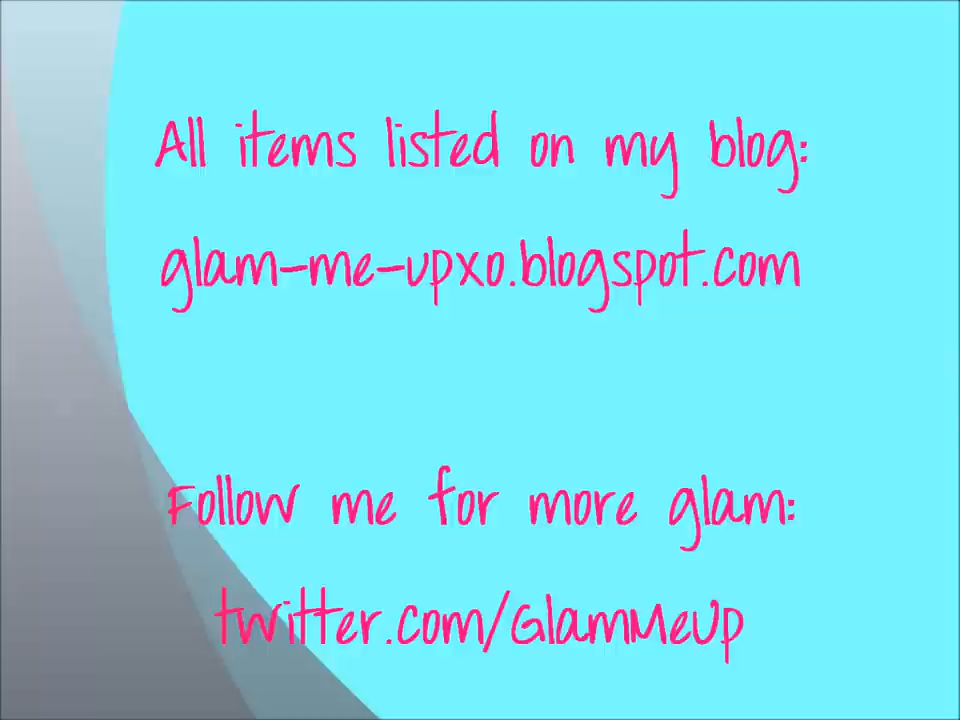 All items listed on my blog:
glam-me-upxo.blogspot.com
Follow me for more glam:
twitter.com/GlamMeUp